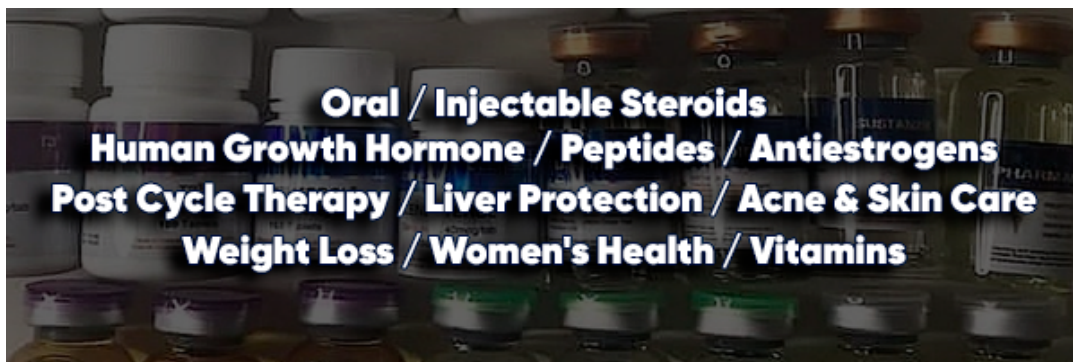 Oral / Injectable Steroids
Human Growth Hormone / Peptides / Antiestrogens
Post Cycle Therapy / Liver Protection / Acne & Skin Care
Weight Loss / Women's Health / Vitamins